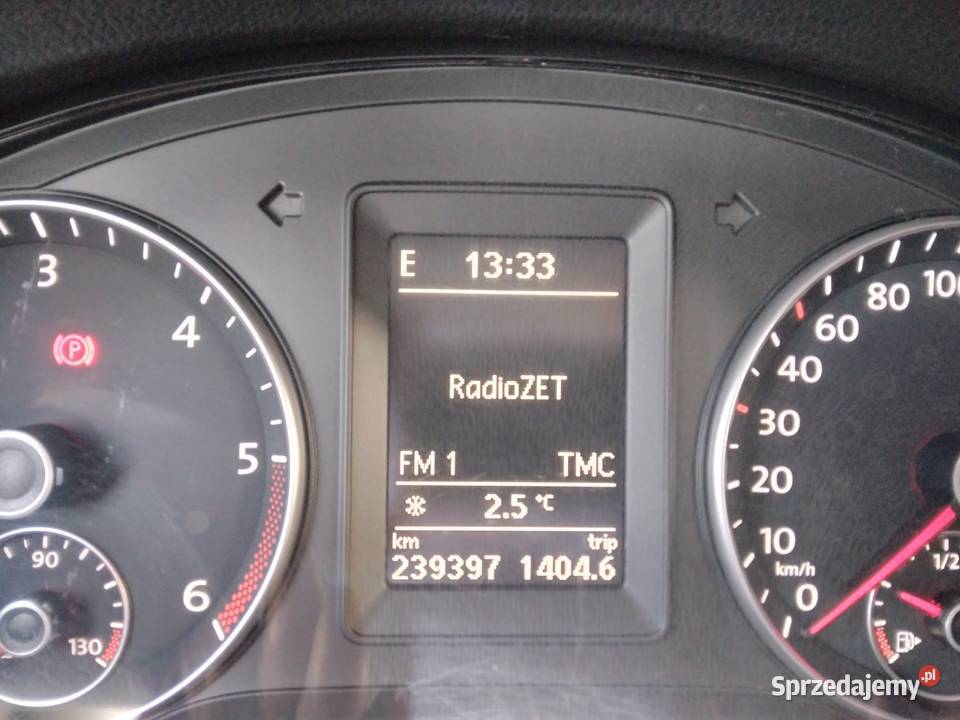 E 13:33
RadioZET
FM 1 TMC
2.5 °C
km trip
239397 1404.6
3
4
5
6
90
130
P
100
80
60
40
30
20
10
0
km/h
1/2
Sprzedajemy.pl